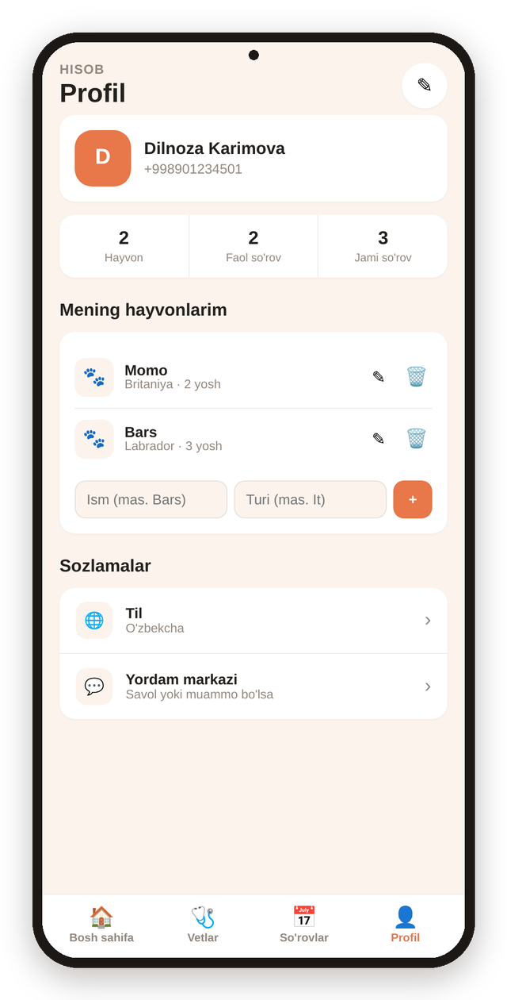 HISOB
Profil
✎
D
Dilnoza Karimova
+998901234501
2
Hayvon
2
Faol so'rov
3
Jami so'rov
Mening hayvonlarim
Momo
Britaniya · 2 yosh
Bars
Labrador · 3 yosh
Ism (mas. Bars)
Turi (mas. It)
+
Sozlamalar
Til
O'zbekcha
›
Yordam markazi
Savol yoki muammo bo'lsa
›
July
17
Bosh sahifa
Vetlar
So'rovlar
Profil